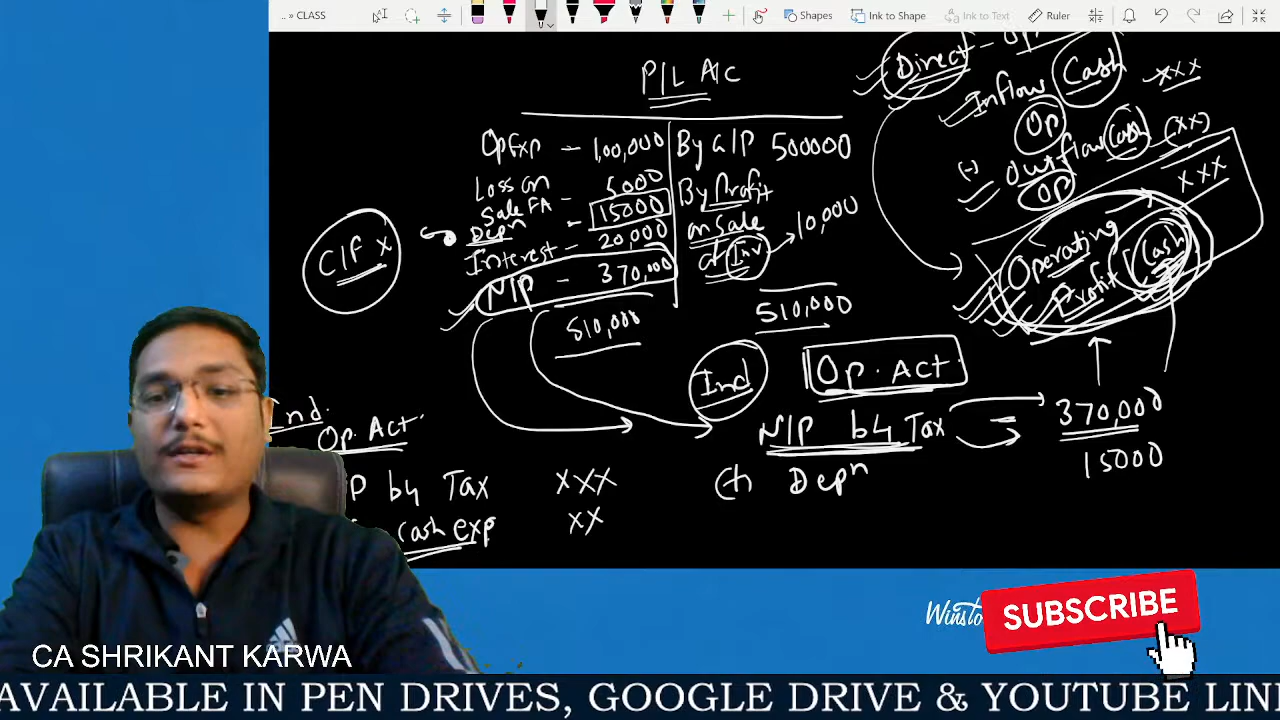 .. » CLASS
Shapes
Ink to Shape
Ink to Text
Ruler
P/L A/c
Op Exp – 1,00,000
Loss on Sale FA – 5000
Depn – 15000
Interest – 20,000
N/P – 370,000
510,000
By G/P 500000
By Profit
on Sale
of Inv → 10,000
510,000
C/F X
Direct – Op
Inflow Cash XXX
Op
(-) Outflow Cash (XX)
Op
XXX
Operating
Profit [Cash
Ind
Op. Act.
N/P b4 Tax = 370,000
(+) Depn 15000
Ind.
Op. Act.
P b4 Tax XXX
cash exp XX
CA SHRIKANT KARWA
SUBSCRIBE
AVAILABLE IN PEN DRIVES, GOOGLE DRIVE & YOUTUBE LIN